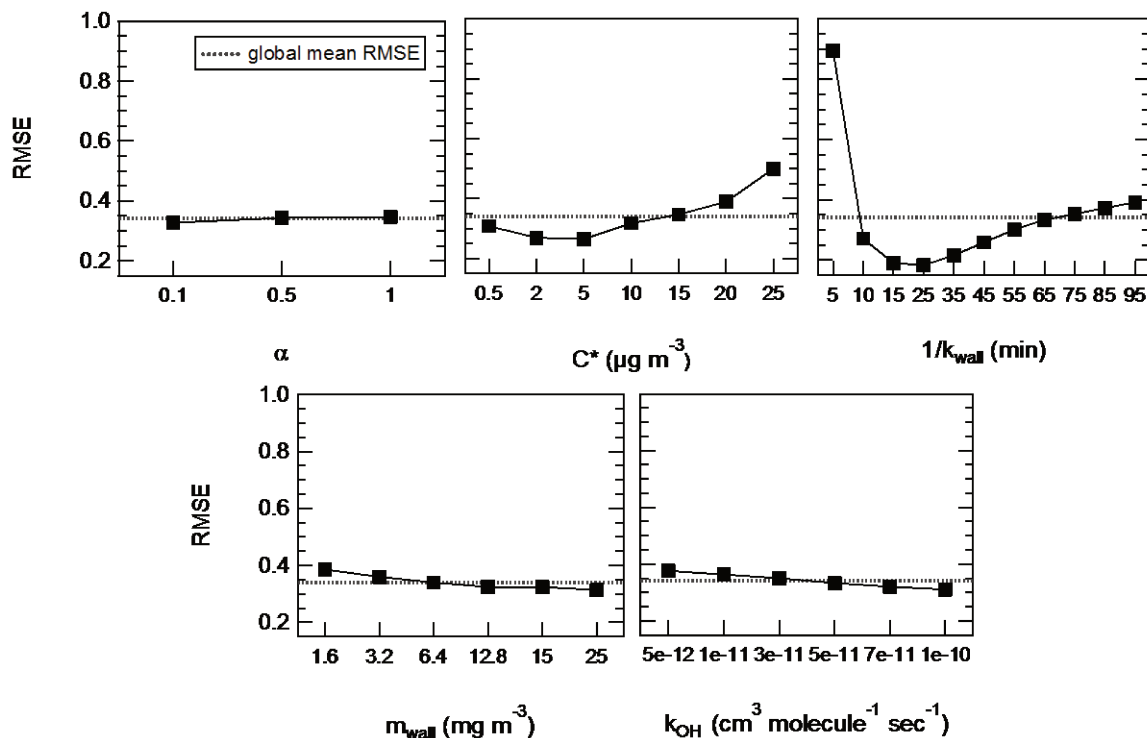 1.0
0.8
0.6
0.4
0.2
RMSE
global mean RMSE
0.1 0.5 1
α
0.5 2 5 10 15 20 25
C* (µg m⁻³)
5 10 15 25 35 45 55 65 75 85 95
1/k_wall (min)
1.0
0.8
0.6
0.4
0.2
RMSE
1.6 3.2 6.4 12.8 15 25
m_wall (mg m⁻³)
5e-12 1e-11 3e-11 5e-11 7e-11 1e-10
k_OH (cm³ molecule⁻¹ sec⁻¹)